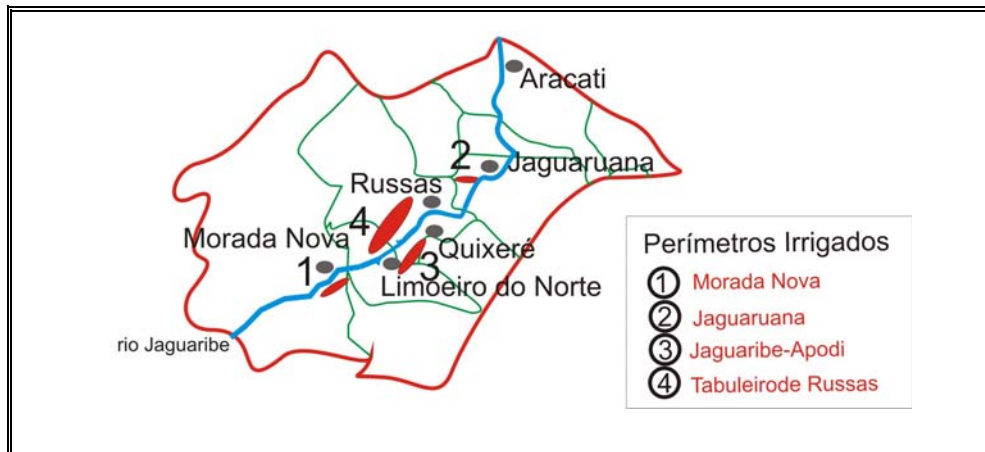 Aracati
2
Jaguaruana
Russas
4
Morada Nova
Quixeré
1
3
Limoeiro do Norte
rio Jaguaribe
Perímetros Irrigados
1 Morada Nova
2 Jaguaruana
3 Jaguaribe-Apodi
4 Tabuleirode Russas